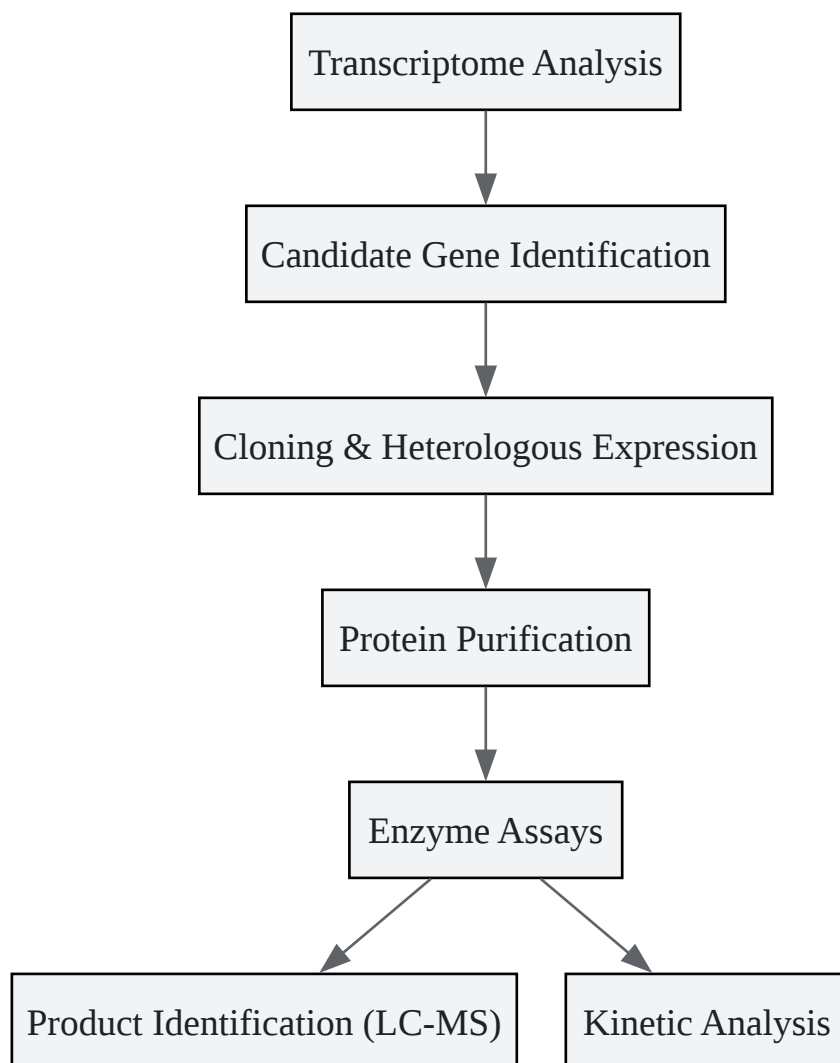 Transcriptome Analysis
Candidate Gene Identification
Cloning & Heterologous Expression
Protein Purification
Enzyme Assays
Product Identification (LC-MS)
Kinetic Analysis